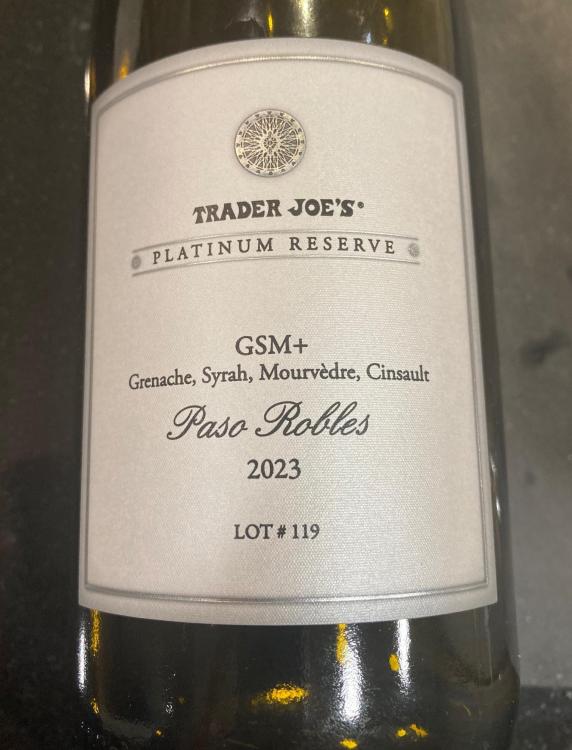 TRADER JOE'S®
PLATINUM RESERVE
GSM+
Grenache, Syrah, Mourvèdre, Cinsault
Paso Robles
2023
LOT # 119